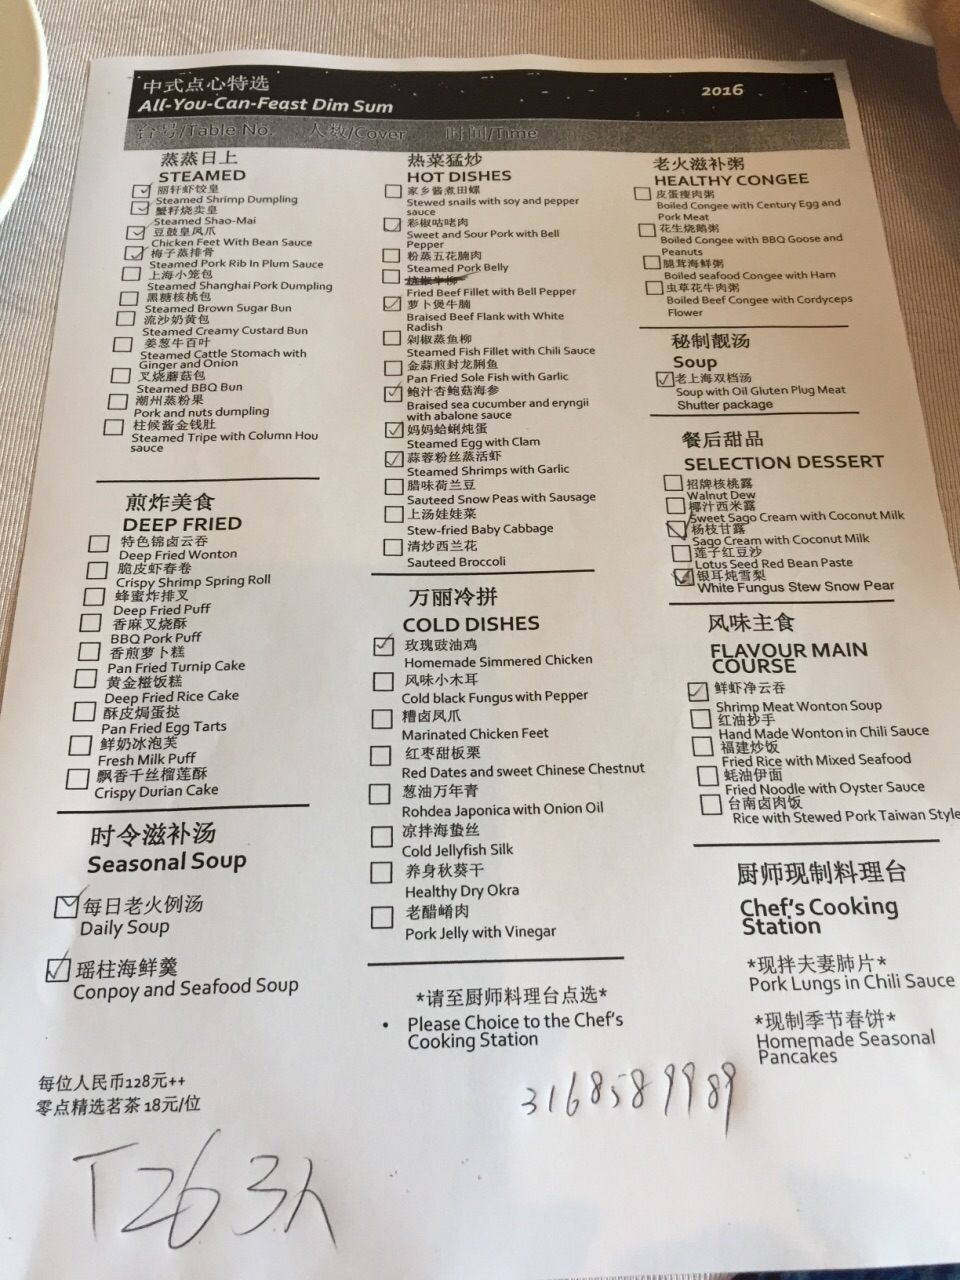 中式点心特选
All-You-Can-Feast Dim Sum
2016
台号/Table No.
人数/Cover
时间/Time
蒸蒸日上
STEAMED
丽轩虾饺皇
Steamed Shrimp Dumpling
蟹籽烧卖皇
Steamed Shao-Mai
豆鼓皇凤爪
Chicken Feet With Bean Sauce
梅子蒸排骨
Steamed Pork Rib In Plum Sauce
上海小笼包
Steamed Shanghai Pork Dumpling
黑糖核桃包
Steamed Brown Sugar Bun
流沙奶黄包
Steamed Creamy Custard Bun
姜葱牛百叶
Steamed Cattle Stomach with
Ginger and Onion
叉烧蘑菇包
Steamed BBQ Bun
潮州蒸粉果
Pork and nuts dumpling
柱候酱金钱肚
Steamed Tripe with Column Hou
sauce
煎炸美食
DEEP FRIED
特色锦卤云吞
Deep Fried Wonton
脆皮虾春卷
Crispy Shrimp Spring Roll
蜂蜜炸排叉
Deep Fried Puff
香麻叉烧酥
BBQ Pork Puff
香煎萝卜糕
Pan Fried Turnip Cake
黄金糍饭糕
Deep Fried Rice Cake
酥皮焗蛋挞
Pan Fried Egg Tarts
鲜奶冰泡芙
Fresh Milk Puff
飘香千丝榴莲酥
Crispy Durian Cake
时令滋补汤
Seasonal Soup
每日老火例汤
Daily Soup
瑶柱海鲜羹
Conpoy and Seafood Soup
热菜猛炒
HOT DISHES
家乡酱煮田螺
Stewed snails with soy and pepper
sauce
彩椒咕咾肉
Sweet and Sour Pork with Bell
Pepper
粉蒸五花腩肉
Steamed Pork Belly
Fried Beef Fillet with Bell Pepper
萝卜煲牛腩
Braised Beef Flank with White
Radish
剁椒蒸鱼柳
Steamed Fish Fillet with Chili Sauce
金蒜煎封龙脷鱼
Pan Fried Sole Fish with Garlic
鲍汁杏鲍菇海参
Braised sea cucumber and eryngii
with abalone sauce
妈妈蛤蜊炖蛋
Steamed Egg with Clam
蒜蓉粉丝蒸活虾
Steamed Shrimps with Garlic
腊味荷兰豆
Sauteed Snow Peas with Sausage
上汤娃娃菜
Stew-fried Baby Cabbage
清炒西兰花
Sauteed Broccoli
万丽冷拼
COLD DISHES
玫瑰豉油鸡
Homemade Simmered Chicken
风味小木耳
Cold black Fungus with Pepper
糟卤凤爪
Marinated Chicken Feet
红枣甜板栗
Red Dates and sweet Chinese Chestnut
葱油万年青
Rohdea Japonica with Onion Oil
凉拌海蛰丝
Cold Jellyfish Silk
养身秋葵干
Healthy Dry Okra
老醋崤肉
Pork Jelly with Vinegar
*请至厨师料理台点选*
• Please Choice to the Chef's
Cooking Station
老火滋补粥
HEALTHY CONGEE
皮蛋瘦肉粥
Boiled Congee with Century Egg and
Pork Meat
花生烧鹅粥
Boiled Congee with BBQ Goose and
Peanuts
腿茸海鲜粥
Boiled seafood Congee with Ham
虫草花牛肉粥
Boiled Beef Congee with Cordyceps
Flower
秘制靓汤
Soup
老上海双档汤
Soup with Oil Gluten Plug Meat
Shutter package
餐后甜品
SELECTION DESSERT
招牌核桃露
Walnut Dew
椰汁西米露
Sweet Sago Cream with Coconut Milk
杨枝甘露
Sago Cream with Coconut Milk
莲子红豆沙
Lotus Seed Red Bean Paste
银耳炖雪梨
White Fungus Stew Snow Pear
风味主食
FLAVOUR MAIN
COURSE
鲜虾净云吞
Shrimp Meat Wonton Soup
红油抄手
Hand Made Wonton in Chili Sauce
福建炒饭
Fried Rice with Mixed Seafood
蚝油伊面
Fried Noodle with Oyster Sauce
台南卤肉饭
Rice with Stewed Pork Taiwan Style
厨师现制料理台
Chef's Cooking
Station
*现拌夫妻肺片*
Pork Lungs in Chili Sauce
*现制季节春饼*
Homemade Seasonal
Pancakes
每位人民币128元++
零点精选茗茶 18元/位
3168589989
T26 3人